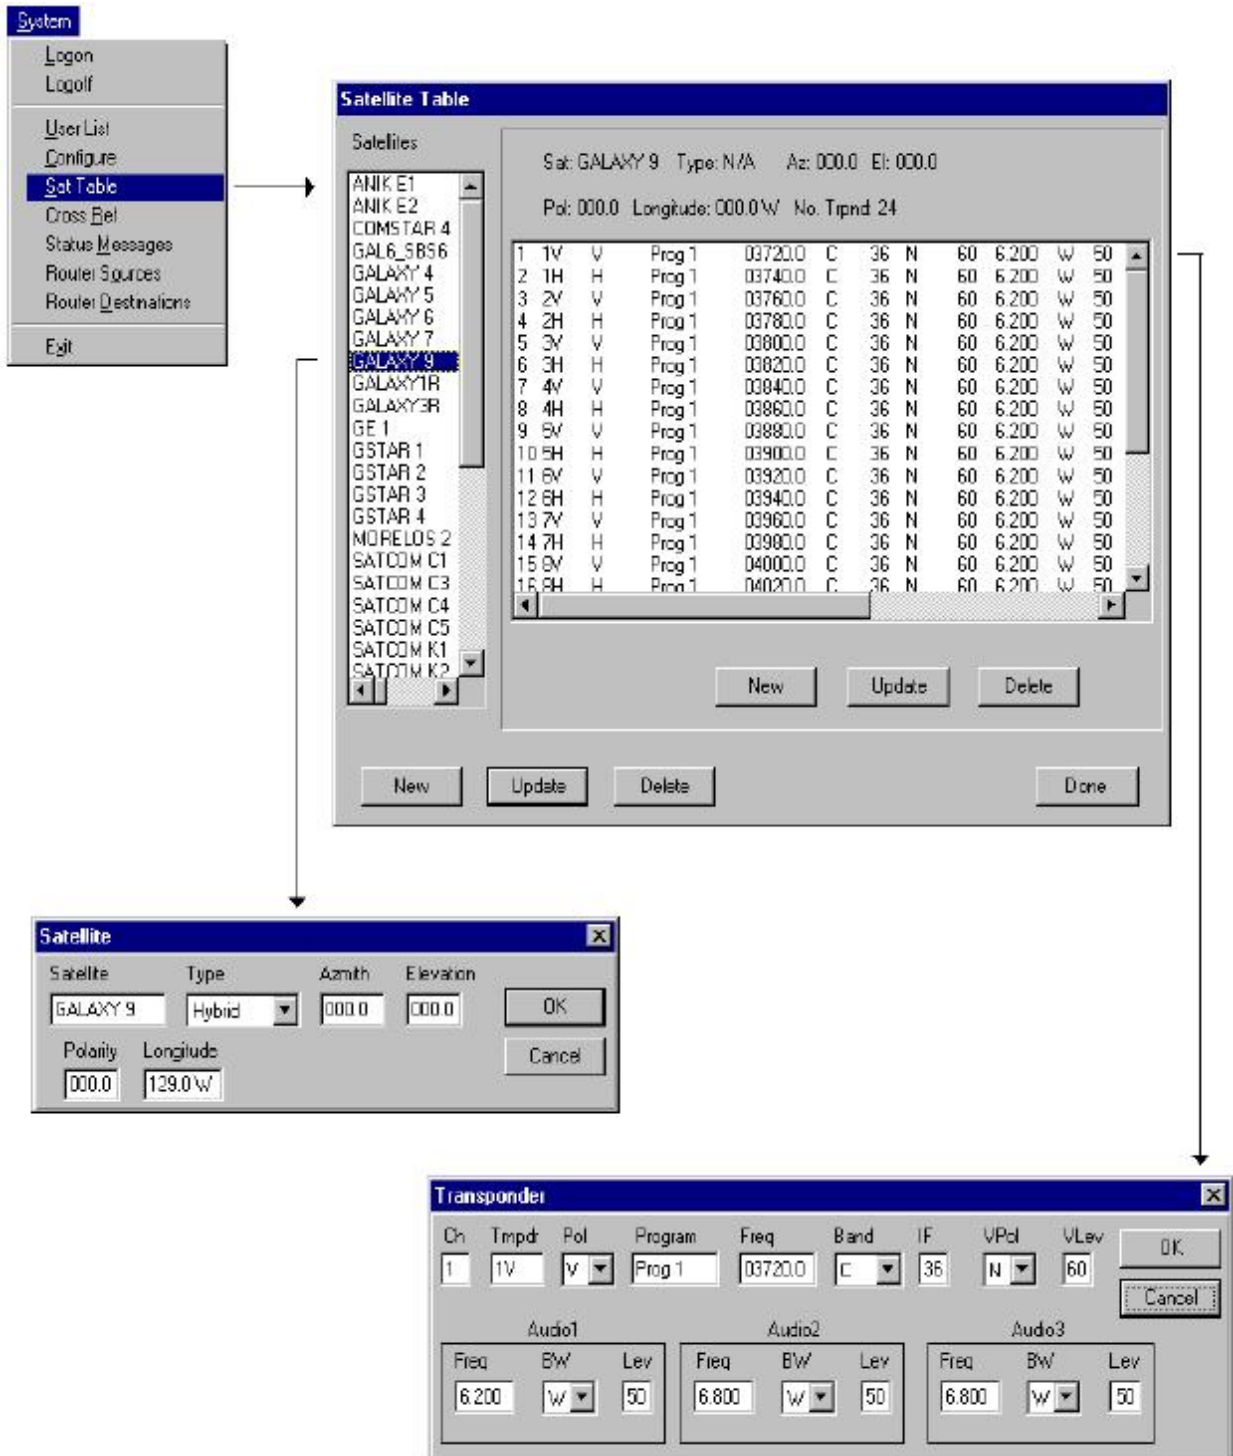 System
Logon
Logoff
User List
Configure
Sat Table
Cross Ref
Status Messages
Router Sources
Router Destinations
Exit
Satellite Table
Satellites
ANIK E1
ANIK E2
COMSTAR 4
GAL6_SBS6
GALAXY 4
GALAXY 5
GALAXY 6
GALAXY 7
GALAXY 9
GALAXY1R
GALAXY3R
GE 1
GSTAR 1
GSTAR 2
GSTAR 3
GSTAR 4
MORELOS 2
SATCOM C1
SATCOM C3
SATCOM C4
SATCOM C5
SATCOM K1
SATCOM K2
Sat: GALAXY 9 Type: N/A Az: 000.0 El: 000.0
Pol: 000.0 Longitude: 000.0 W No. Trpnd: 24
1 1V V Prog 1 03720.0 C 36 N 60 6.200 W 50
2 1H H Prog 1 03740.0 C 36 N 60 6.200 W 50
3 2V V Prog 1 03760.0 C 36 N 60 6.200 W 50
4 2H H Prog 1 03780.0 C 36 N 60 6.200 W 50
5 3V V Prog 1 03800.0 C 36 N 60 6.200 W 50
6 3H H Prog 1 03820.0 C 36 N 60 6.200 W 50
7 4V V Prog 1 03840.0 C 36 N 60 6.200 W 50
8 4H H Prog 1 03860.0 C 36 N 60 6.200 W 50
9 5V V Prog 1 03880.0 C 36 N 60 6.200 W 50
10 5H H Prog 1 03900.0 C 36 N 60 6.200 W 50
11 6V V Prog 1 03920.0 C 36 N 60 6.200 W 50
12 6H H Prog 1 03940.0 C 36 N 60 6.200 W 50
13 7V V Prog 1 03960.0 C 36 N 60 6.200 W 50
14 7H H Prog 1 03980.0 C 36 N 60 6.200 W 50
15 8V V Prog 1 04000.0 C 36 N 60 6.200 W 50
16 8H H Prog 1 04020.0 C 36 N 60 6.200 W 50
New Update Delete
New Update Delete Done
Satellite
Satellite Type Azmith Elevation
GALAXY 9 Hybrid 000.0 000.0 OK
Polarity Longitude Cancel
000.0 129.0 W
Transponder
Ch Trnpdr Pol Program Freq Band IF VPol VLev
1 1V V Prog 1 03720.0 C 36 N 60 OK
Cancel
Audio1 Audio2 Audio3
Freq BW Lev Freq BW Lev Freq BW Lev
6.200 W 50 6.800 W 50 6.800 W 50